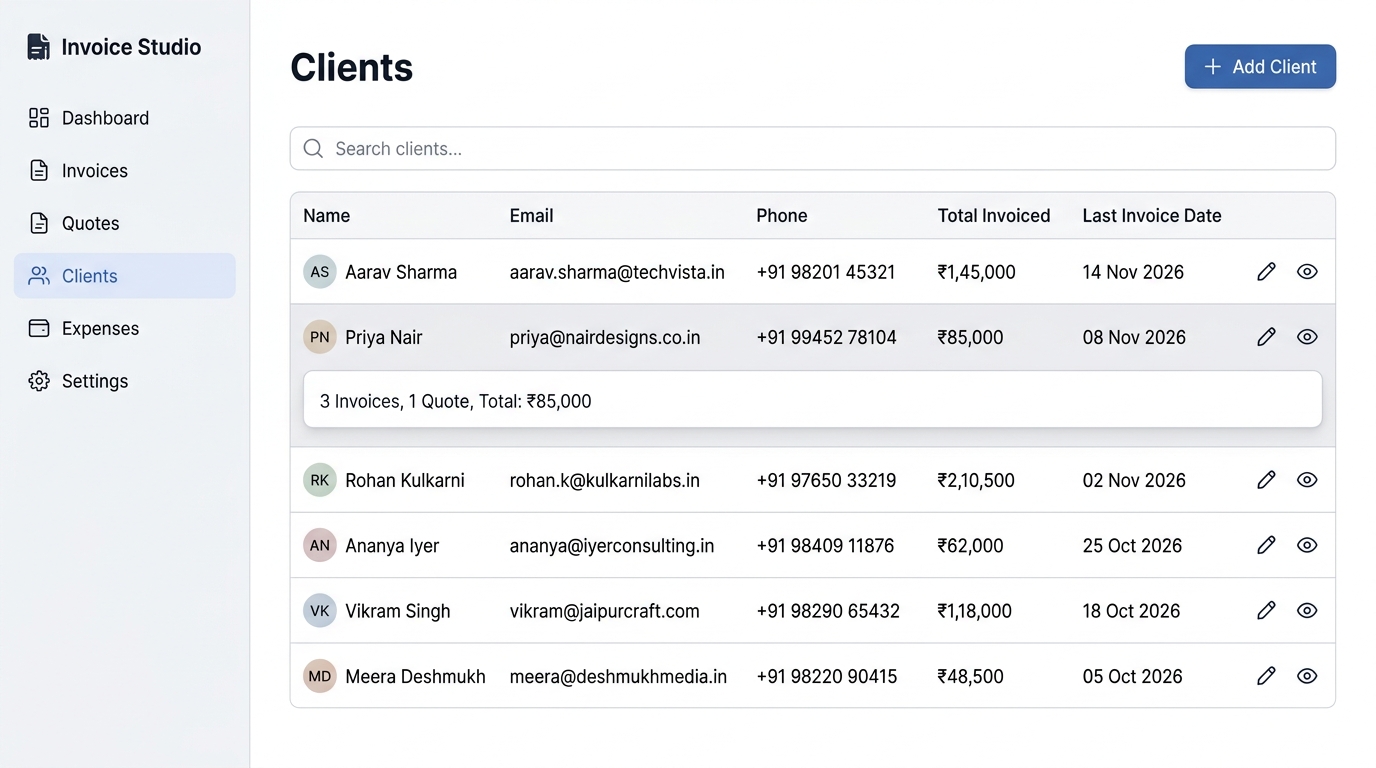 Invoice Studio
Dashboard
Invoices
Quotes
Clients
Expenses
Settings
Clients
+ Add Client
Search clients...
Name Email Phone Total Invoiced Last Invoice Date
AS Aarav Sharma aarav.sharma@techvista.in +91 98201 45321 ₹1,45,000 14 Nov 2026
PN Priya Nair priya@nairdesigns.co.in +91 99452 78104 ₹85,000 08 Nov 2026
3 Invoices, 1 Quote, Total: ₹85,000
RK Rohan Kulkarni rohan.k@kulkarnilabs.in +91 97650 33219 ₹2,10,500 02 Nov 2026
AN Ananya Iyer ananya@iyerconsulting.in +91 98409 11876 ₹62,000 25 Oct 2026
VK Vikram Singh vikram@jaipurcraft.com +91 98290 65432 ₹1,18,000 18 Oct 2026
MD Meera Deshmukh meera@deshmukhmedia.in +91 98220 90415 ₹48,500 05 Oct 2026